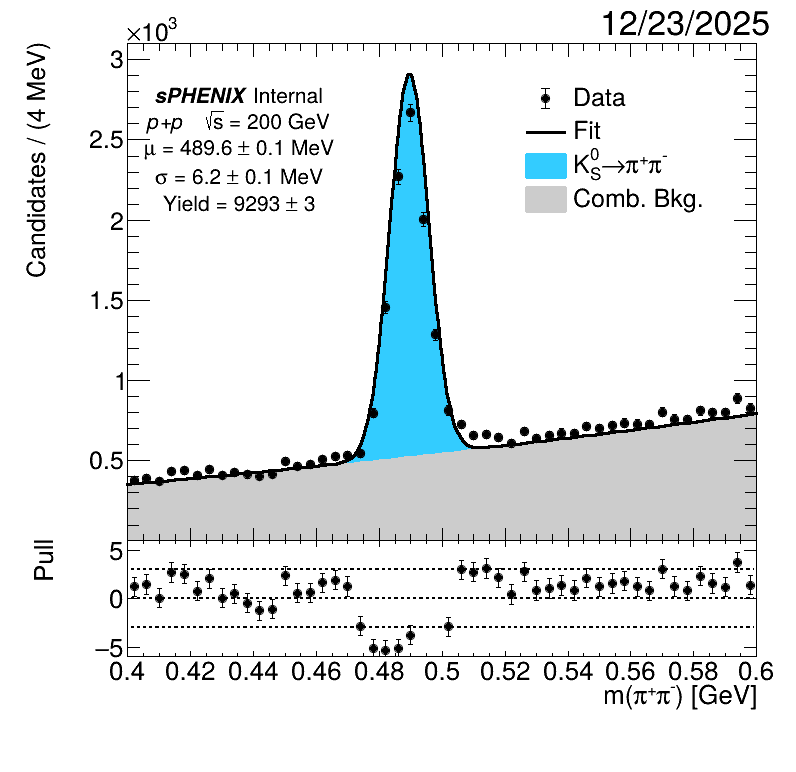 12/23/2025
×10³
3
2.5
2
1.5
1
0.5
Candidates / (4 MeV)
sPHENIX Internal
p+p √s = 200 GeV
μ = 489.6 ± 0.1 MeV
σ = 6.2 ± 0.1 MeV
Yield = 9293 ± 3
Data
Fit
K⁰_S→π⁺π⁻
Comb. Bkg.
Pull
5
0
−5
0.4 0.42 0.44 0.46 0.48 0.5 0.52 0.54 0.56 0.58 0.6
m(π⁺π⁻) [GeV]